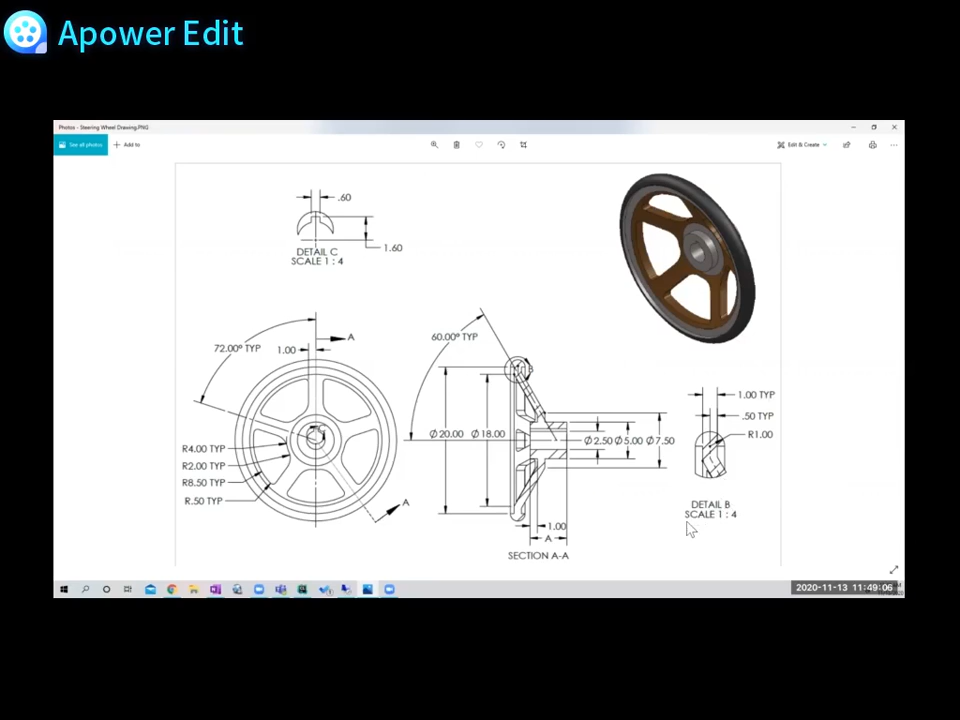 Apower Edit
Photos - Steering Wheel Drawing.PNG
See all photos
Add to
Edit & Create
.60
1.60
DETAIL C
SCALE 1 : 4
72.00° TYP
1.00
A
60.00° TYP
B
1.00 TYP
.50 TYP
R1.00
Ø20.00
Ø18.00
Ø2.50
Ø5.00
Ø7.50
R4.00 TYP
R2.00 TYP
R8.50 TYP
R.50 TYP
A
DETAIL B
SCALE 1 : 4
1.00
A
SECTION A-A
2020-11-13 11:49:06